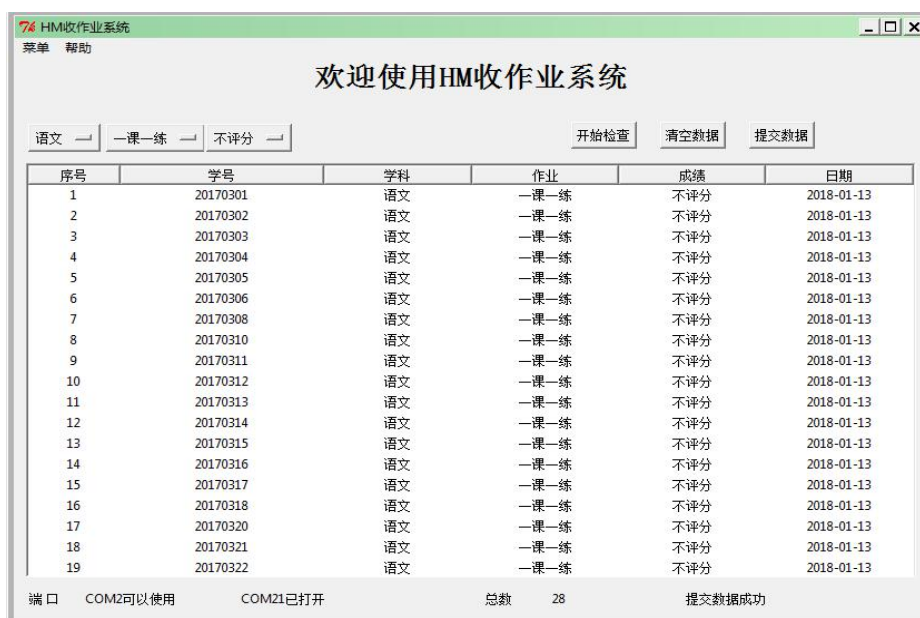 HM收作业系统
菜单 帮助
欢迎使用HM收作业系统
语文 一课一练 不评分 开始检查 清空数据 提交数据
序号 学号 学科 作业 成绩 日期
1 20170301 语文 一课一练 不评分 2018-01-13
2 20170302 语文 一课一练 不评分 2018-01-13
3 20170303 语文 一课一练 不评分 2018-01-13
4 20170304 语文 一课一练 不评分 2018-01-13
5 20170305 语文 一课一练 不评分 2018-01-13
6 20170306 语文 一课一练 不评分 2018-01-13
7 20170308 语文 一课一练 不评分 2018-01-13
8 20170310 语文 一课一练 不评分 2018-01-13
9 20170311 语文 一课一练 不评分 2018-01-13
10 20170312 语文 一课一练 不评分 2018-01-13
11 20170313 语文 一课一练 不评分 2018-01-13
12 20170314 语文 一课一练 不评分 2018-01-13
13 20170315 语文 一课一练 不评分 2018-01-13
14 20170316 语文 一课一练 不评分 2018-01-13
15 20170317 语文 一课一练 不评分 2018-01-13
16 20170318 语文 一课一练 不评分 2018-01-13
17 20170320 语文 一课一练 不评分 2018-01-13
18 20170321 语文 一课一练 不评分 2018-01-13
19 20170322 语文 一课一练 不评分 2018-01-13
端口 COM2可以使用 COM21已打开 总数 28 提交数据成功